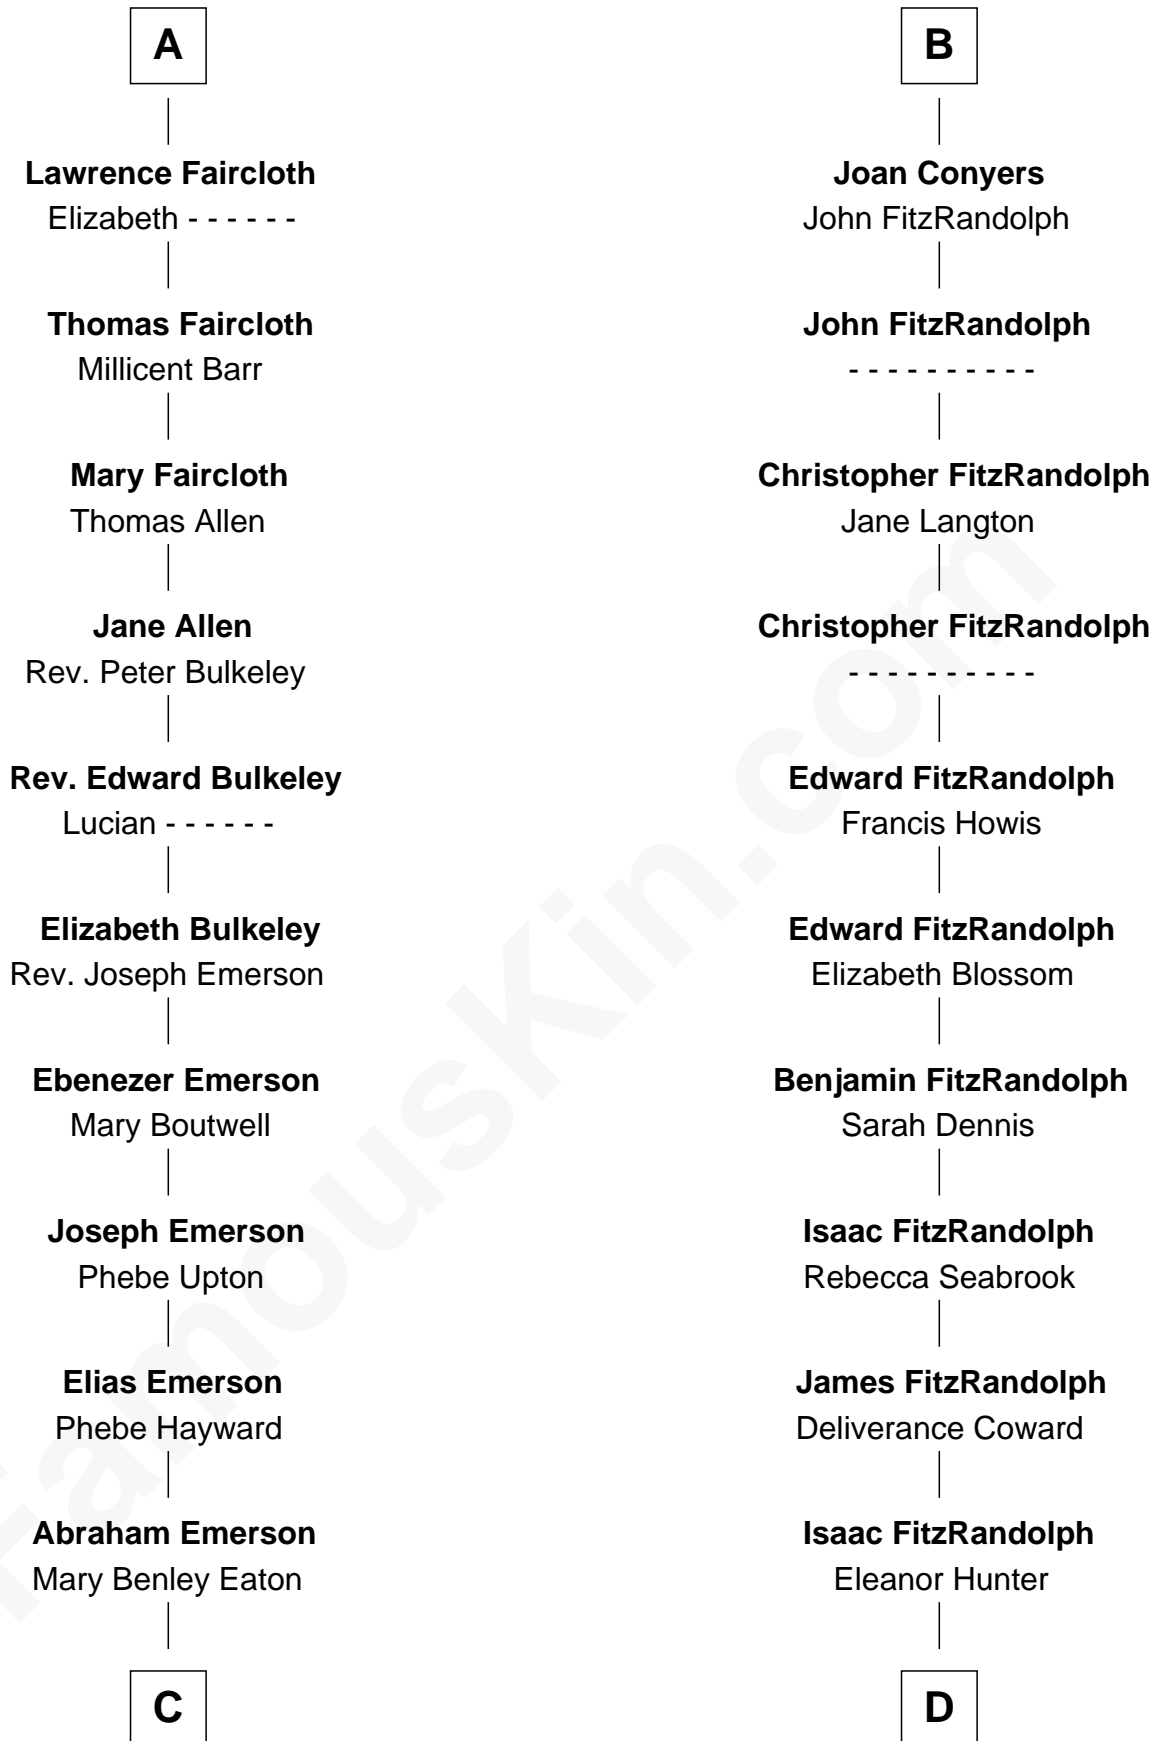 A
Lawrence Faircloth
Elizabeth - - - - - -
Thomas Faircloth
Millicent Barr
Mary Faircloth
Thomas Allen
Jane Allen
Rev. Peter Bulkeley
Rev. Edward Bulkeley
Lucian - - - - - -
Elizabeth Bulkeley
Rev. Joseph Emerson
Ebenezer Emerson
Mary Boutwell
Joseph Emerson
Phebe Upton
Elias Emerson
Phebe Hayward
Abraham Emerson
Mary Benley Eaton
C
B
Joan Conyers
John FitzRandolph
John FitzRandolph
- - - - - - - - - -
Christopher FitzRandolph
Jane Langton
Christopher FitzRandolph
- - - - - - - - - -
Edward FitzRandolph
Francis Howis
Edward FitzRandolph
Elizabeth Blossom
Benjamin FitzRandolph
Sarah Dennis
Isaac FitzRandolph
Rebecca Seabrook
James FitzRandolph
Deliverance Coward
Isaac FitzRandolph
Eleanor Hunter
D
FamousKin.com